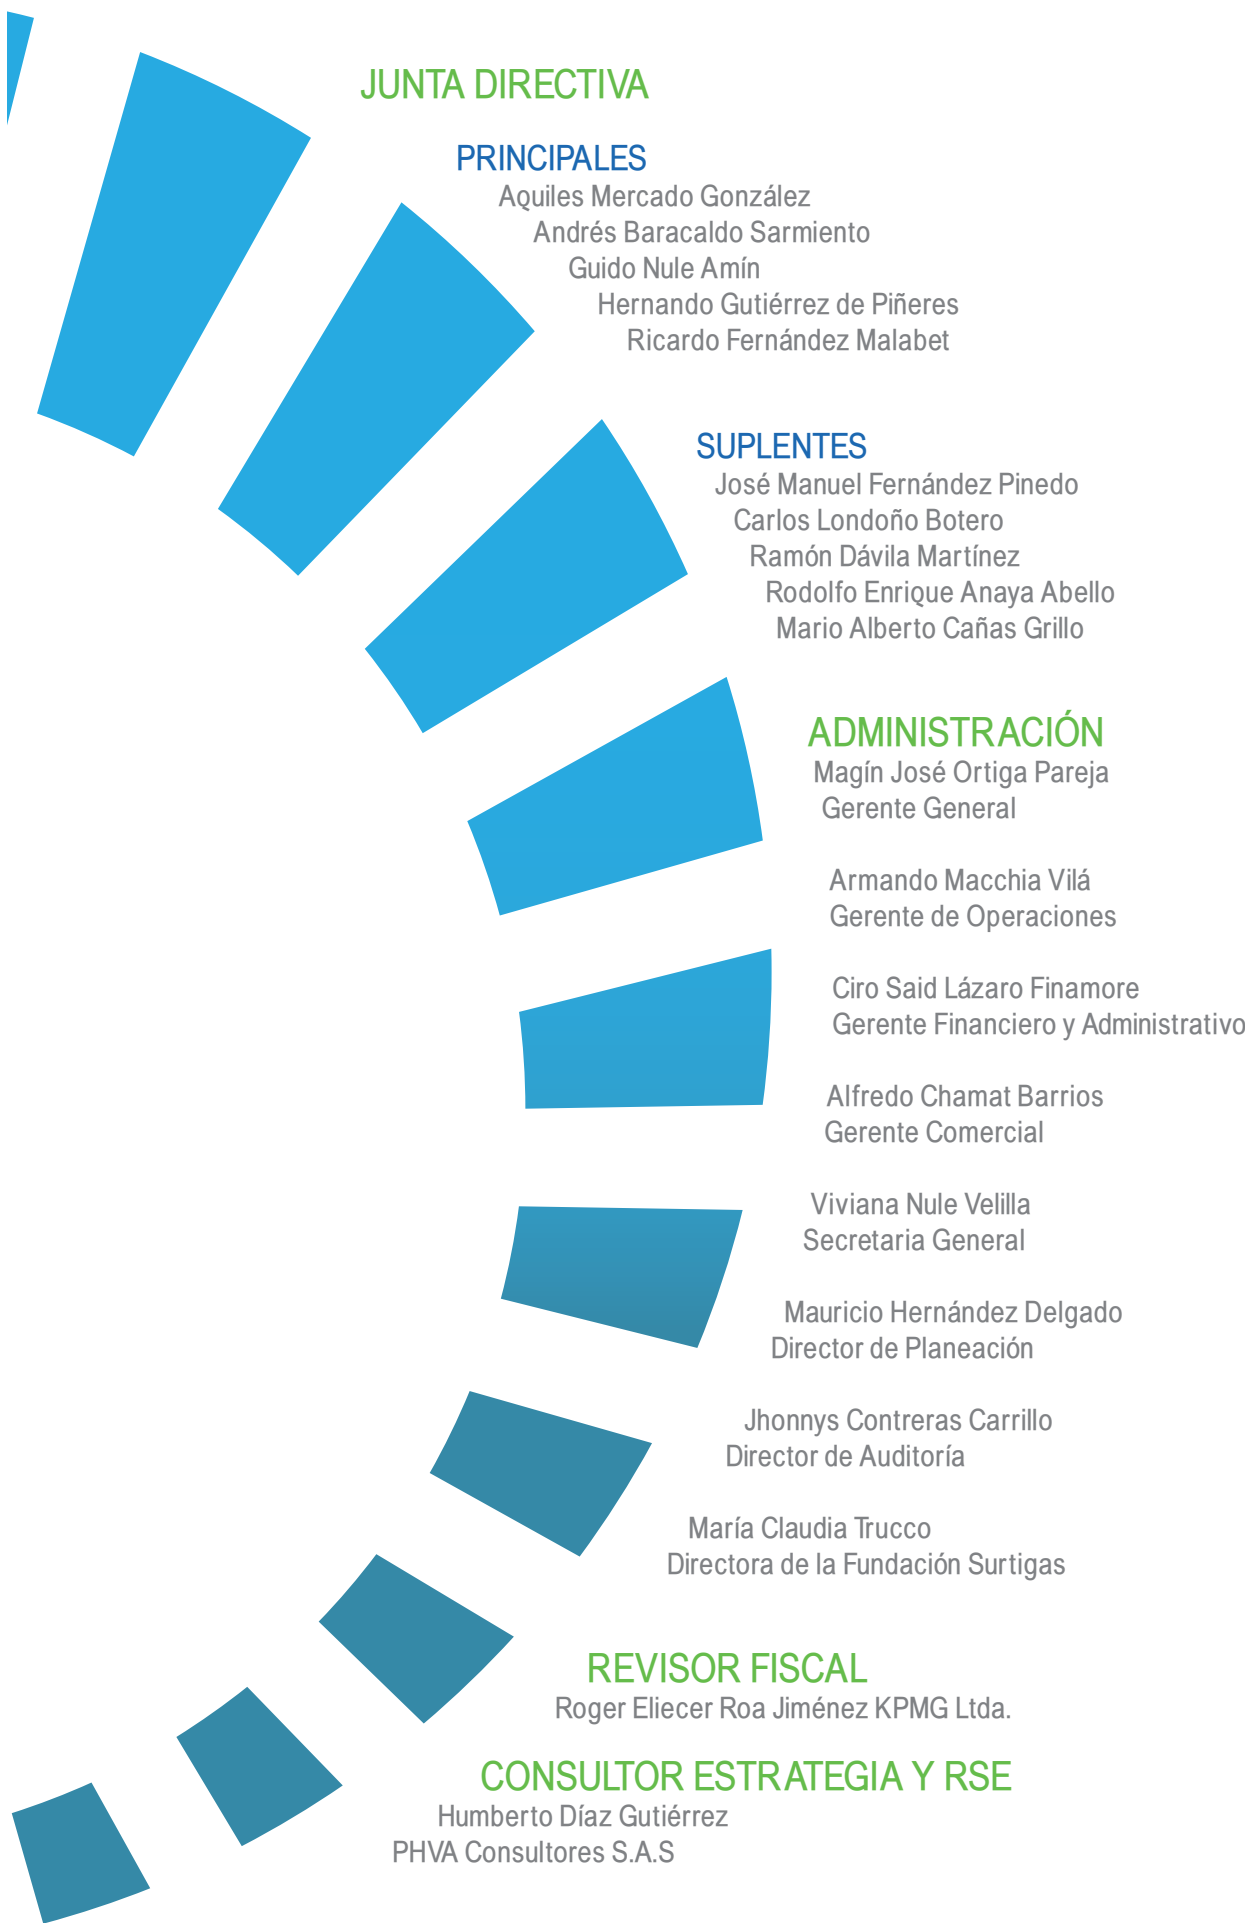 JUNTA DIRECTIVA
PRINCIPALES
Aquiles Mercado González
Andrés Baracaldo Sarmiento
Guido Nule Amín
Hernando Gutiérrez de Piñeres
Ricardo Fernández Malabet
SUPLENTES
José Manuel Fernández Pinedo
Carlos Londoño Botero
Ramón Dávila Martínez
Rodolfo Enrique Anaya Abello
Mario Alberto Cañas Grillo
ADMINISTRACIÓN
Magín José Ortiga Pareja
Gerente General
Armando Macchia Vilá
Gerente de Operaciones
Ciro Said Lázaro Finamore
Gerente Financiero y Administrativo
Alfredo Chamat Barrios
Gerente Comercial
Viviana Nule Velilla
Secretaria General
Mauricio Hernández Delgado
Director de Planeación
Jhonnys Contreras Carrillo
Director de Auditoría
María Claudia Trucco
Directora de la Fundación Surtigas
REVISOR FISCAL
Roger Eliecer Roa Jiménez KPMG Ltda.
CONSULTOR ESTRATEGIA Y RSE
Humberto Díaz Gutiérrez
PHVA Consultores S.A.S